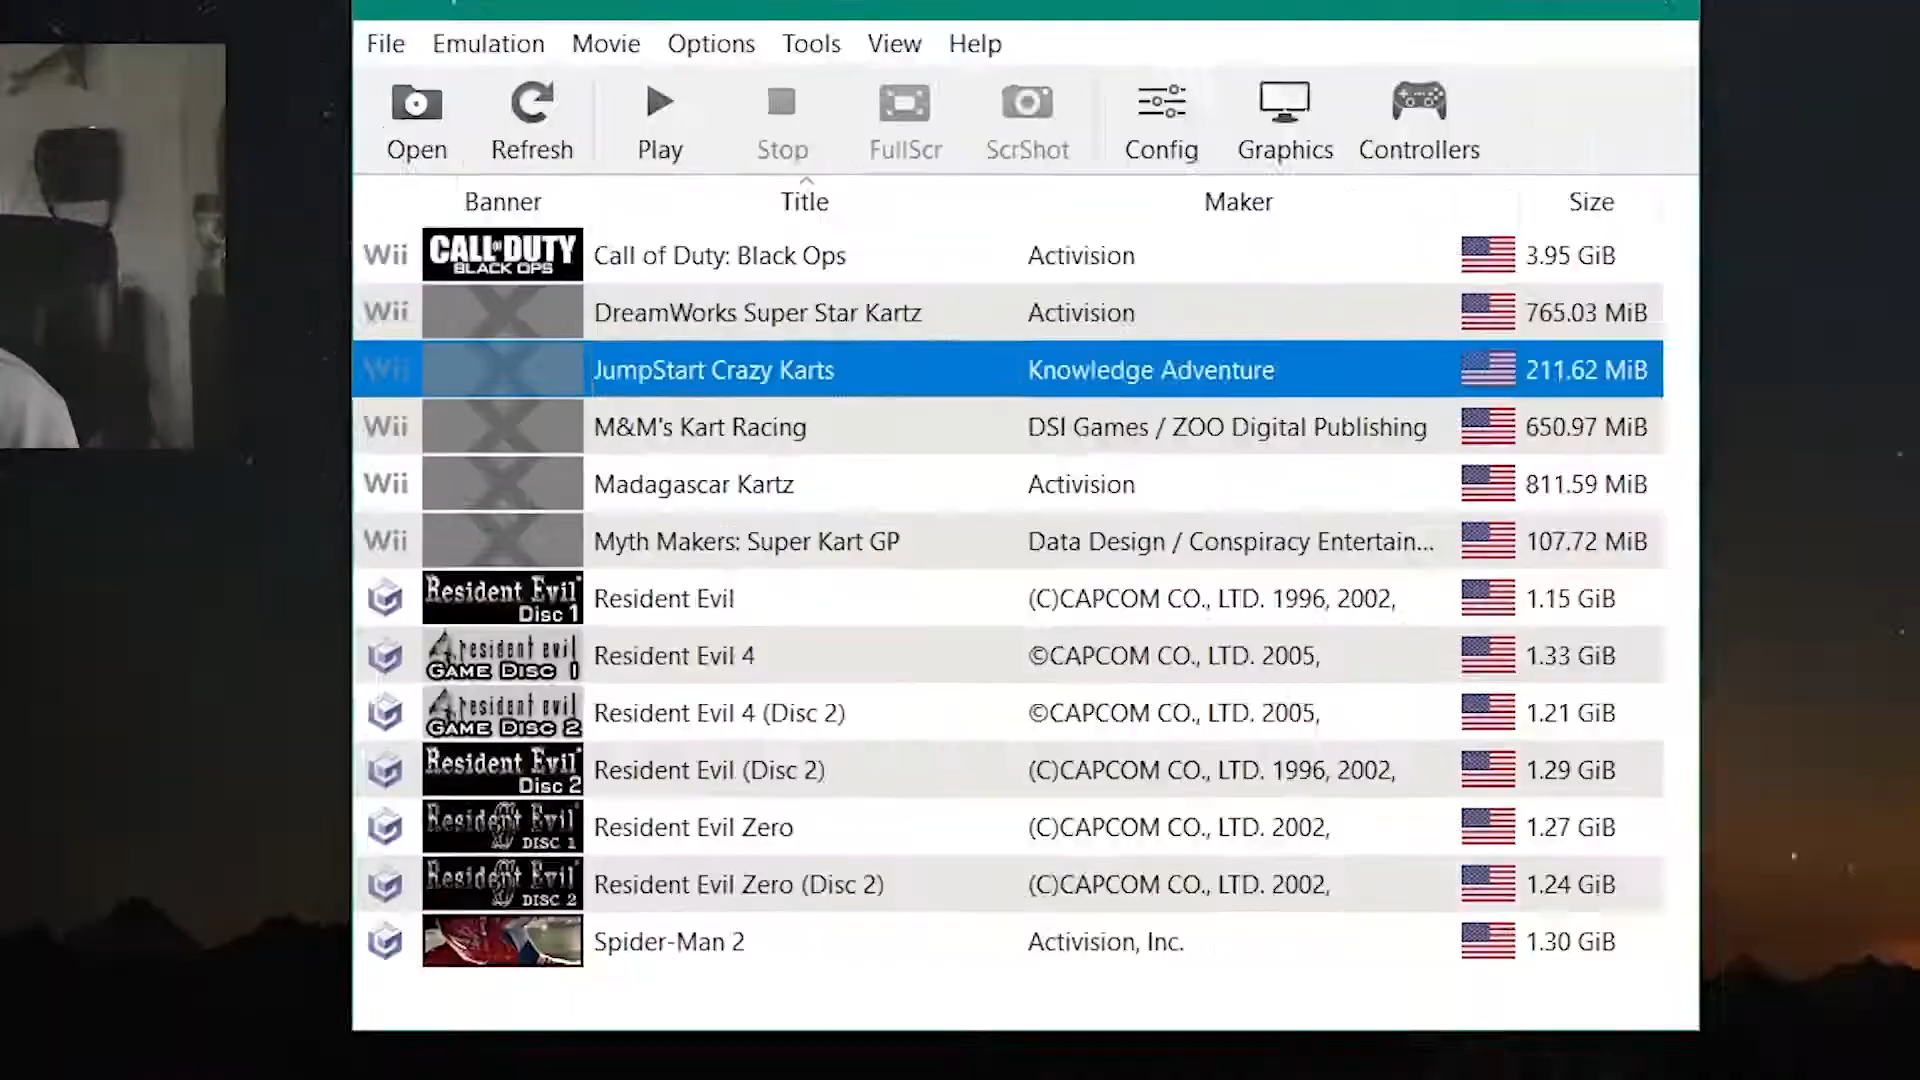 File Emulation Movie Options Tools View Help
Open Refresh Play Stop FullScr ScrShot Config Graphics Controllers
Banner Title Maker Size
Wii CALL OF DUTY BLACK OPS Call of Duty: Black Ops Activision 3.95 GiB
Wii DreamWorks Super Star Kartz Activision 765.03 MiB
Wii JumpStart Crazy Karts Knowledge Adventure 211.62 MiB
Wii M&M's Kart Racing DSI Games / ZOO Digital Publishing 650.97 MiB
Wii Madagascar Kartz Activision 811.59 MiB
Wii Myth Makers: Super Kart GP Data Design / Conspiracy Entertain... 107.72 MiB
Resident Evil Disc 1 Resident Evil (C)CAPCOM CO., LTD. 1996, 2002, 1.15 GiB
4 resident evil GAME DISC 1 Resident Evil 4 ©CAPCOM CO., LTD. 2005, 1.33 GiB
4 resident evil GAME DISC 2 Resident Evil 4 (Disc 2) ©CAPCOM CO., LTD. 2005, 1.21 GiB
Resident Evil Disc 2 Resident Evil (Disc 2) (C)CAPCOM CO., LTD. 1996, 2002, 1.29 GiB
Resident Evil DISC 1 Resident Evil Zero (C)CAPCOM CO., LTD. 2002, 1.27 GiB
Resident Evil DISC 2 Resident Evil Zero (Disc 2) (C)CAPCOM CO., LTD. 2002, 1.24 GiB
Spider-Man 2 Activision, Inc. 1.30 GiB